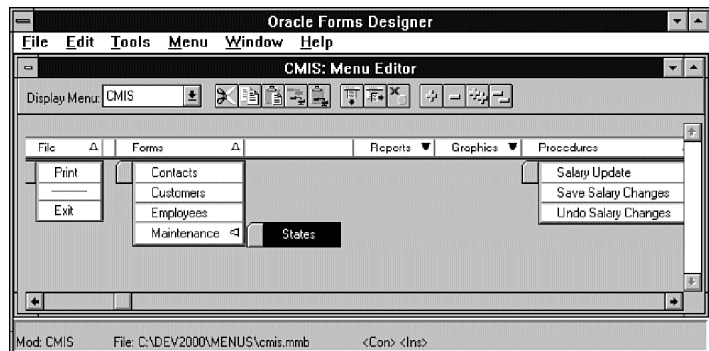 Oracle Forms Designer
File Edit Tools Menu Window Help
CMIS: Menu Editor
Display Menu: CMIS
File Forms Reports Graphics Procedures
Print Contacts Salary Update
Customers Save Salary Changes
Exit Employees Undo Salary Changes
Maintenance States
Mod: CMIS File: C:\DEV2000\MENUS\cmis.mmb <Con> <Ins>